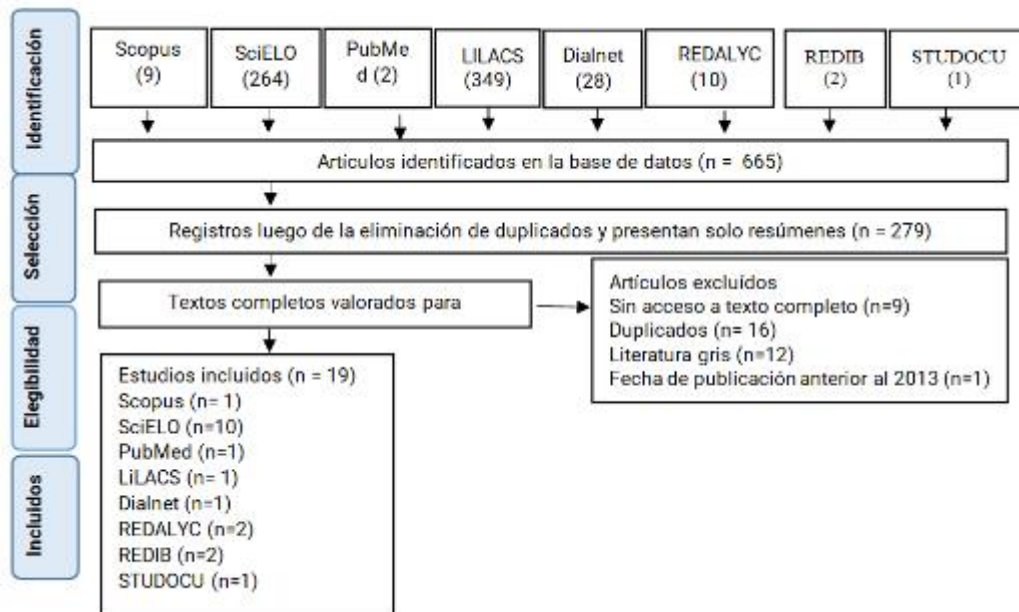 Identificación
Scopus
(9)
SciELO
(264)
PubMe
d (2)
LILACS
(349)
Dialnet
(28)
REDALYC
(10)
REDIB
(2)
STUDOCU
(1)
Artículos identificados en la base de datos (n = 665)
Selección
Registros luego de la eliminación de duplicados y presentan solo resúmenes (n = 279)
Elegibilidad
Textos completos valorados para
Artículos excluídos
Sin acceso a texto completo (n=9)
Duplicados (n= 16)
Literatura gris (n=12)
Fecha de publicación anterior al 2013 (n=1)
Incluidos
Estudios incluidos (n = 19)
Scopus (n= 1)
SciELO (n=10)
PubMed (n=1)
LiLACS (n= 1)
Dialnet (n=1)
REDALYC (n=2)
REDIB (n=2)
STUDOCU (n=1)